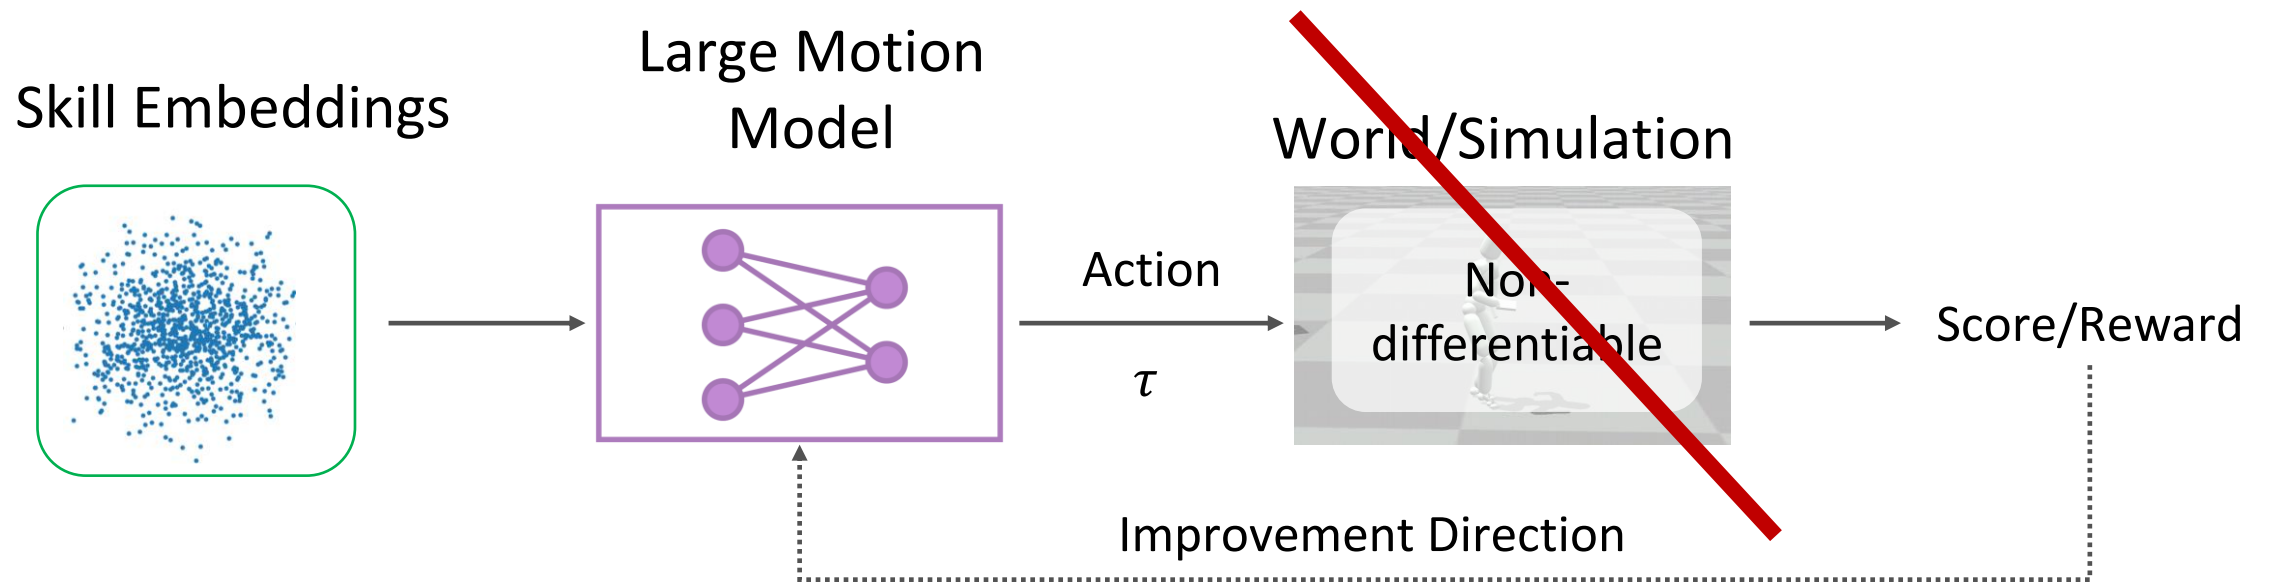 Skill Embeddings
Large Motion
Model
Action
τ
World/Simulation
Non-
differentiable
Score/Reward
Improvement Direction